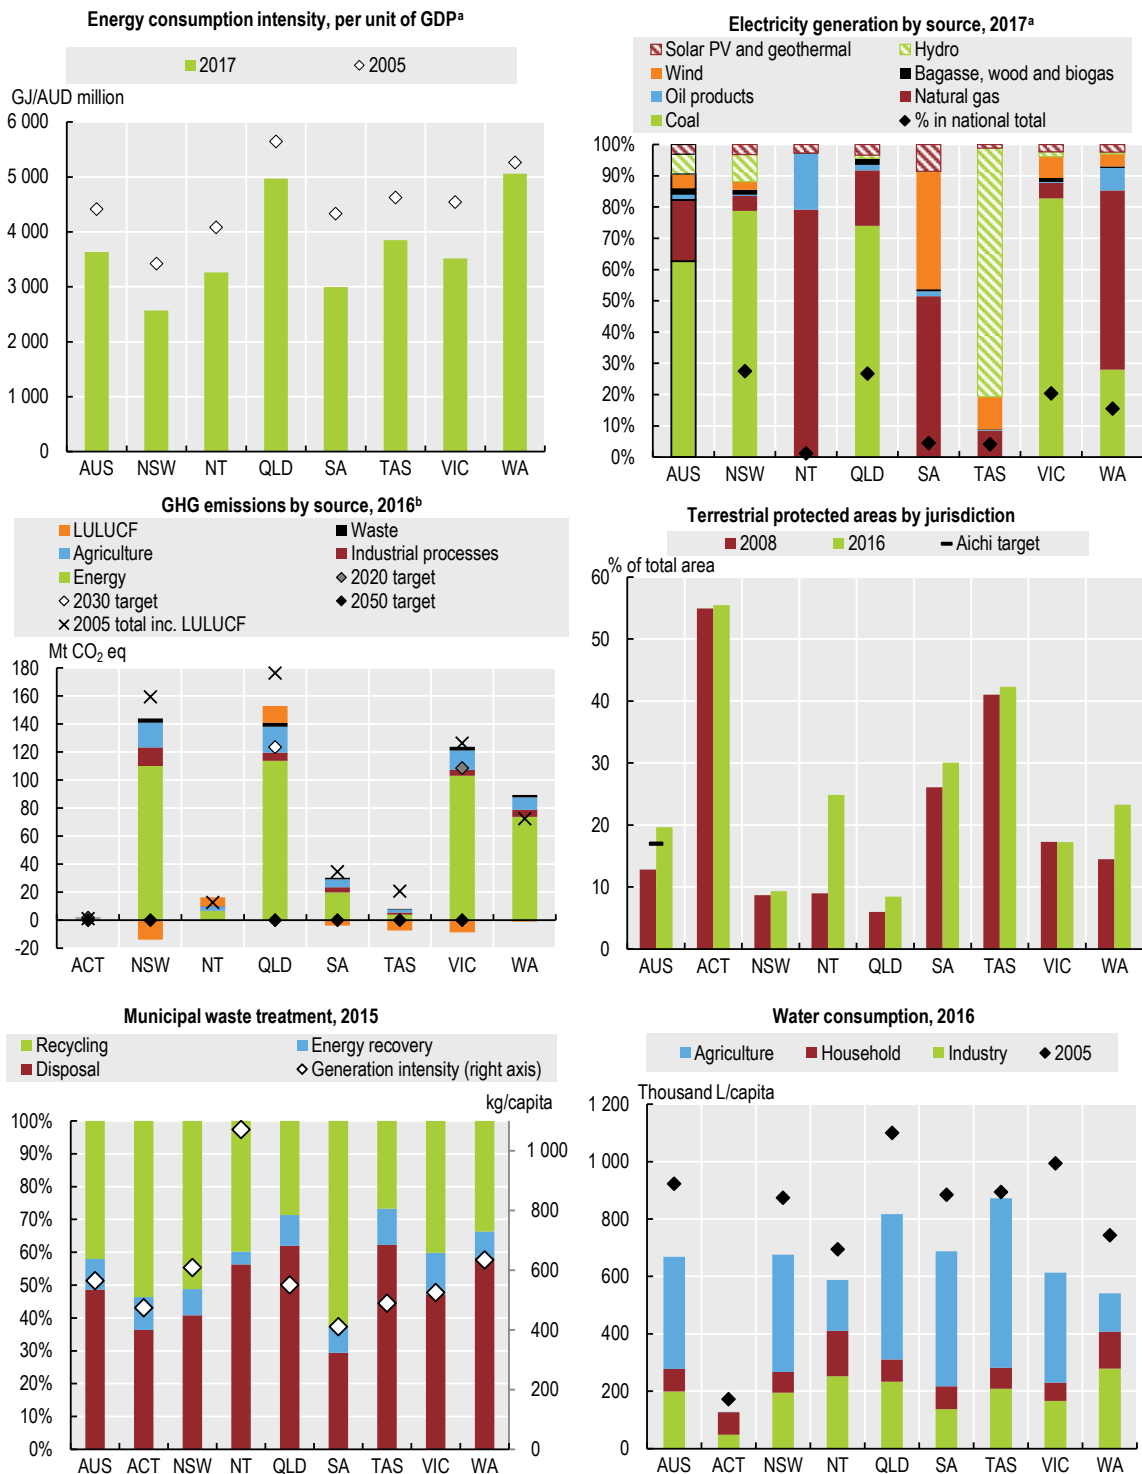 Energy consumption intensity, per unit of GDPᵃ
2017
2005
GJ/AUD million
6 000
5 000
4 000
3 000
2 000
1 000
0
AUS NSW NT QLD SA TAS VIC WA
Electricity generation by source, 2017ᵃ
Solar PV and geothermal
Hydro
Wind
Bagasse, wood and biogas
Oil products
Natural gas
Coal
% in national total
100%
90%
80%
70%
60%
50%
40%
30%
20%
10%
0%
AUS NSW NT QLD SA TAS VIC WA
GHG emissions by source, 2016ᵇ
LULUCF
Waste
Agriculture
Industrial processes
Energy
2020 target
2030 target
2050 target
2005 total inc. LULUCF
Mt CO₂ eq
180
160
140
120
100
80
60
40
20
0
-20
ACT NSW NT QLD SA TAS VIC WA
Terrestrial protected areas by jurisdiction
2008
2016
Aichi target
% of total area
60
50
40
30
20
10
0
AUS ACT NSW NT QLD SA TAS VIC WA
Municipal waste treatment, 2015
Recycling
Energy recovery
Disposal
Generation intensity (right axis)
kg/capita
100%
90%
80%
70%
60%
50%
40%
30%
20%
10%
0%
1 000
800
600
400
200
0
AUS ACT NSW NT QLD SA TAS VIC WA
Water consumption, 2016
Agriculture
Household
Industry
2005
Thousand L/capita
1 200
1 000
800
600
400
200
0
AUS ACT NSW NT QLD SA TAS VIC WA